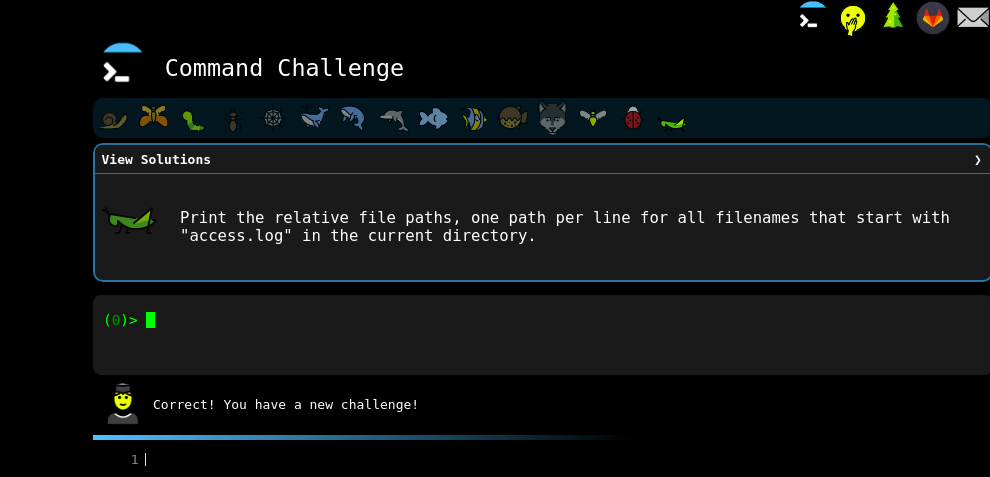 Command Challenge
View Solutions ❯
Print the relative file paths, one path per line for all filenames that start with
"access.log" in the current directory.
(0)>
Correct! You have a new challenge!
1